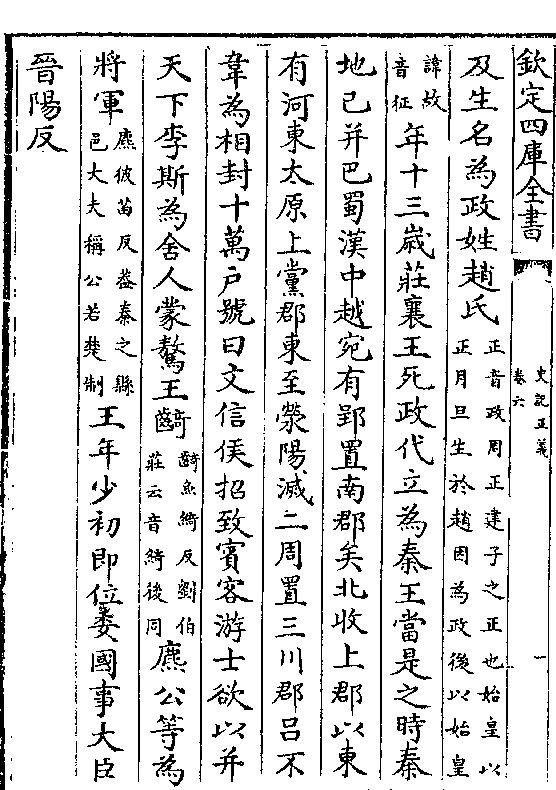 欽定四庫全書
史記正義
卷六
一
及生名為政姓趙氏正音政周正建子之正也始皇以正月旦生於趙因為政後以始皇
諱故音征年十三歳莊襄王死政代立為秦王當是之時秦
地已并巴蜀漢中越宛有郢置南郡矣北收上郡以東
有河東太原上黨郡東至滎陽滅二周置三川郡呂不
韋為相封十萬戶號曰文信侯招致賓客游士欲以并
天下李斯為舍人蒙驁王齮齮魚綺反劉伯莊云音綺後同麃公等為
將軍麃彼苗反葢秦之縣邑大夫稱公若楚制王年少初即位委國事大臣
晉陽反